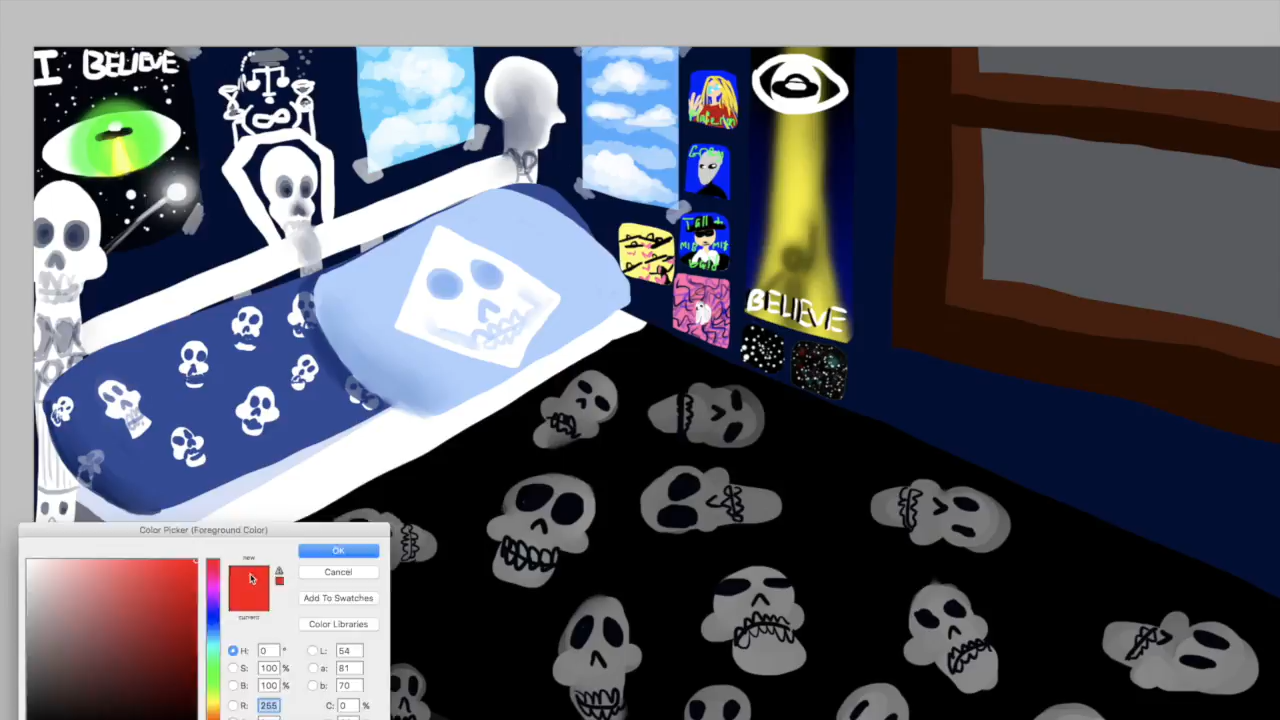 I BELIEVE
BELIEVE
Color Picker (Foreground Color)
new
OK
Cancel
current
Add To Swatches
Color Libraries
H: 0 °
L: 54
S: 100 %
a: 81
B: 100 %
b: 70
R: 255
C: 0 %